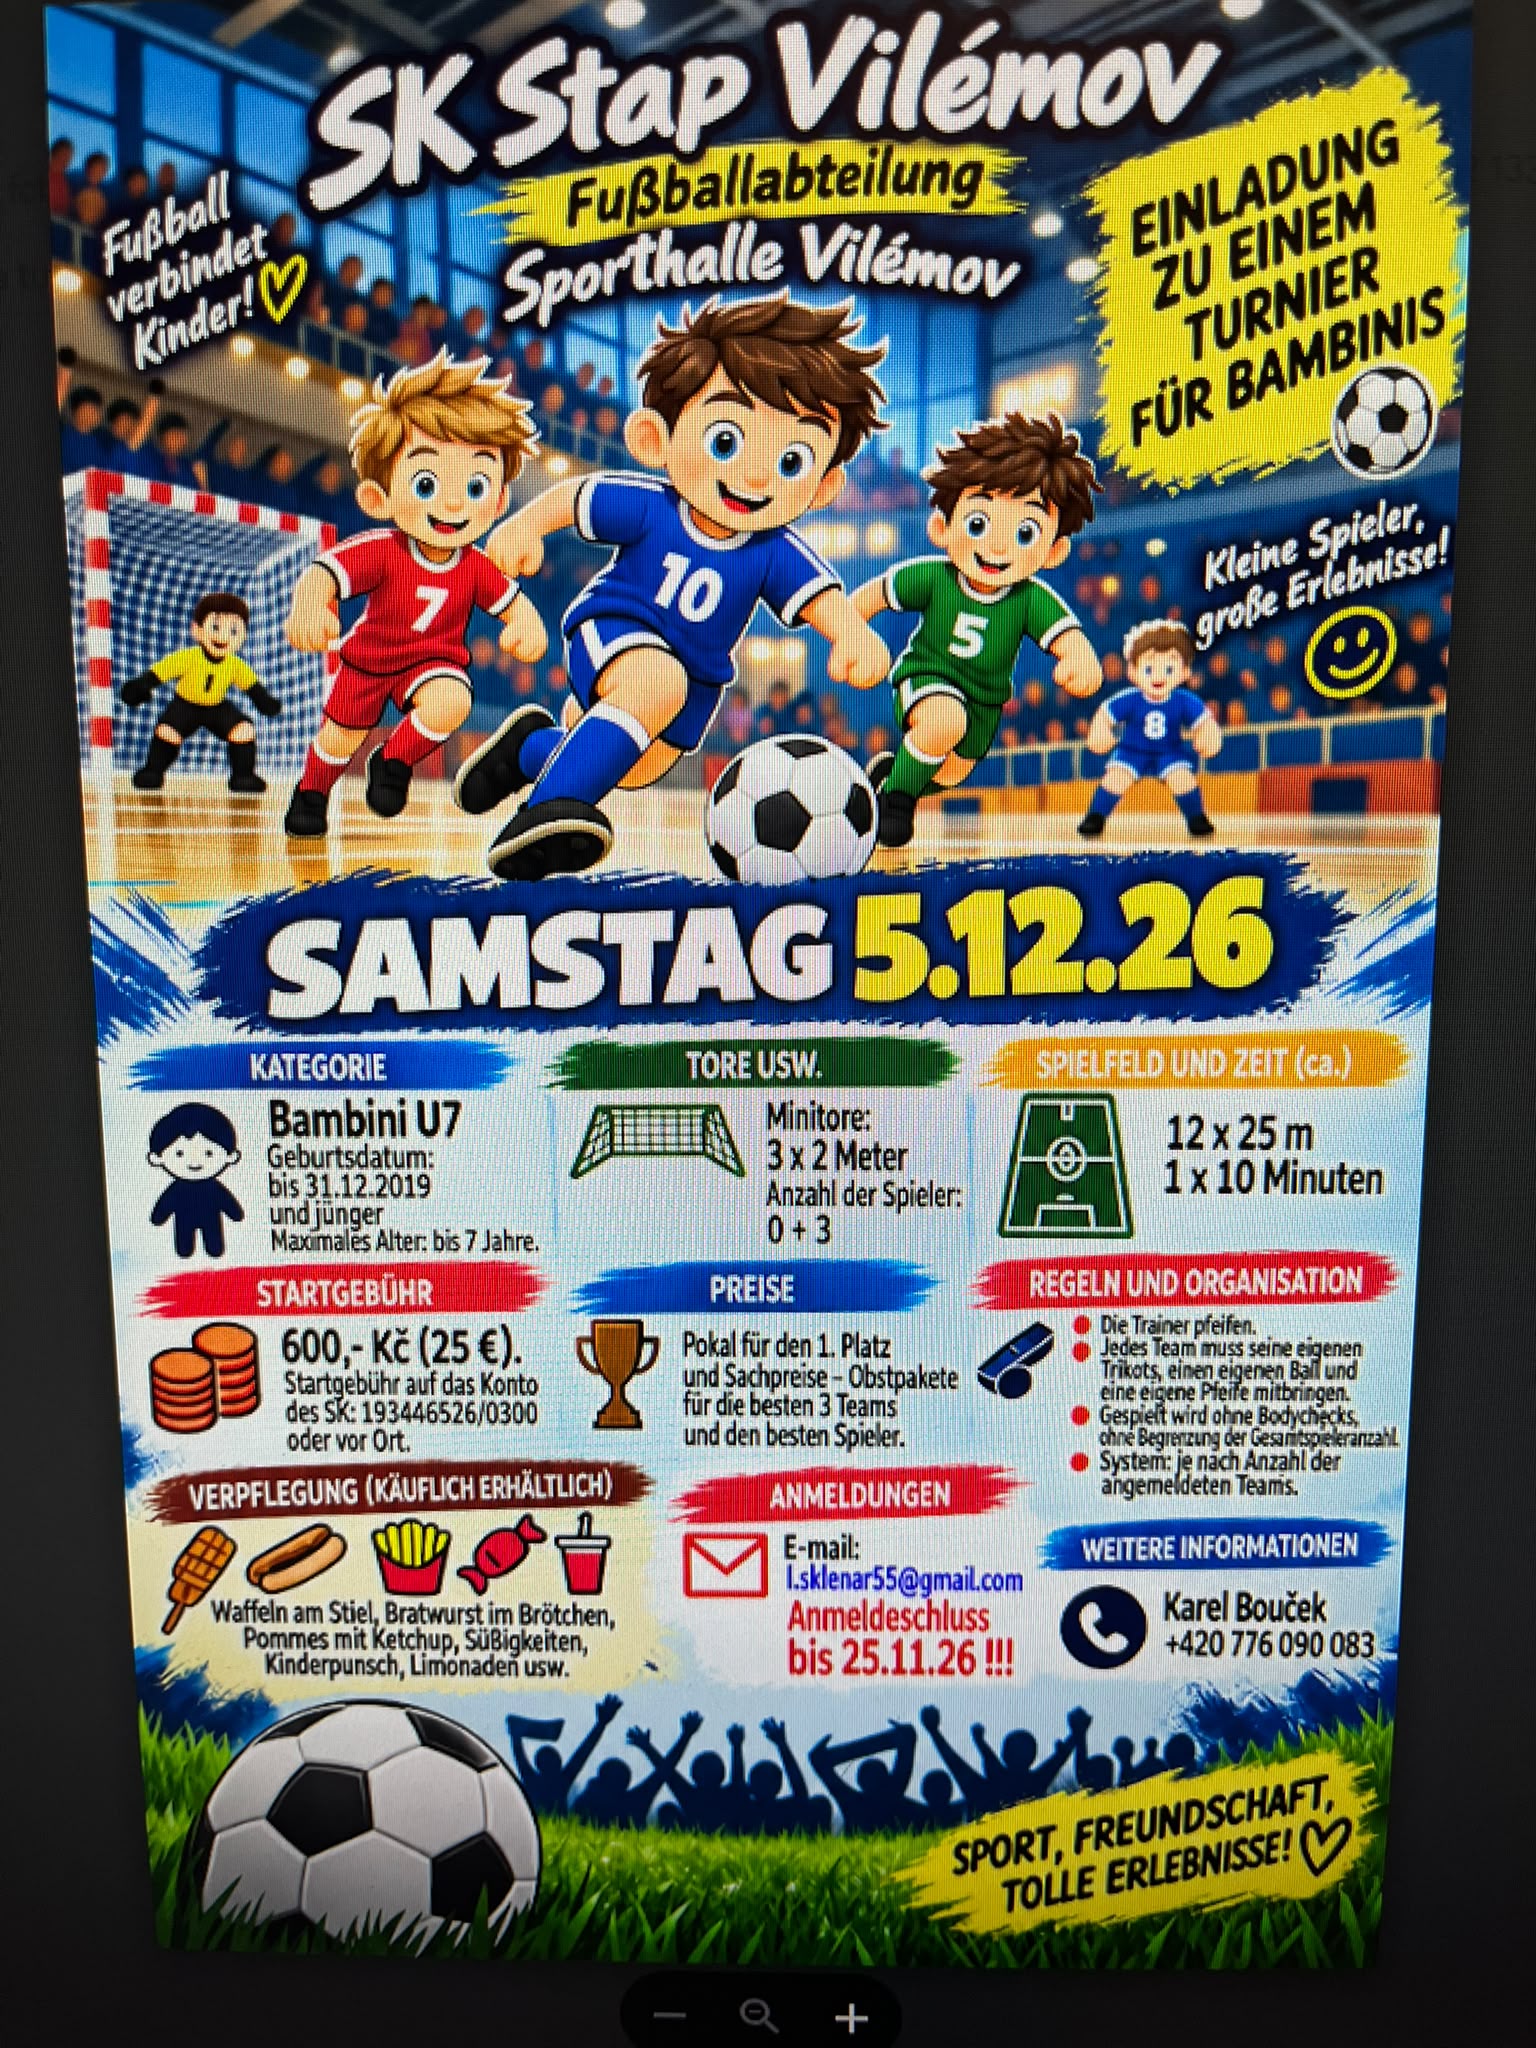 SK Stap Vilémov
Fußballabteilung
Sporthalle Vilémov
Fußball
verbindet
Kinder!
EINLADUNG
ZU EINEM
TURNIER
FÜR BAMBINIS
Kleine Spieler,
große Erlebnisse!
7
10
5
1
8
SAMSTAG 5.12.26
KATEGORIE
Bambini U7
Geburtsdatum:
bis 31.12.2019
und jünger
Maximales Alter: bis 7 Jahre.
TORE USW.
Minitore:
3 x 2 Meter
Anzahl der Spieler:
0 + 3
SPIELFELD UND ZEIT (ca.)
12 x 25 m
1 x 10 Minuten
STARTGEBÜHR
600,- Kč (25 €).
Startgebühr auf das Konto
des SK: 193446526/0300
oder vor Ort.
PREISE
Pokal für den 1. Platz
und Sachpreise – Obstpakete
für die besten 3 Teams
und den besten Spieler.
REGELN UND ORGANISATION
Die Trainer pfeifen.
Jedes Team muss seine eigenen
Trikots, einen eigenen Ball und
eine eigene Pfeife mitbringen.
Gespielt wird ohne Bodychecks,
ohne Begrenzung der Gesamtspieleranzahl.
System: je nach Anzahl der
angemeldeten Teams.
VERPFLEGUNG (KÄUFLICH ERHÄLTLICH)
Waffeln am Stiel, Bratwurst im Brötchen,
Pommes mit Ketchup, Süßigkeiten,
Kinderpunsch, Limonaden usw.
ANMELDUNGEN
E-mail:
l.sklenar55@gmail.com
Anmeldeschluss
bis 25.11.26 !!!
WEITERE INFORMATIONEN
Karel Bouček
+420 776 090 083
SPORT, FREUNDSCHAFT,
TOLLE ERLEBNISSE!